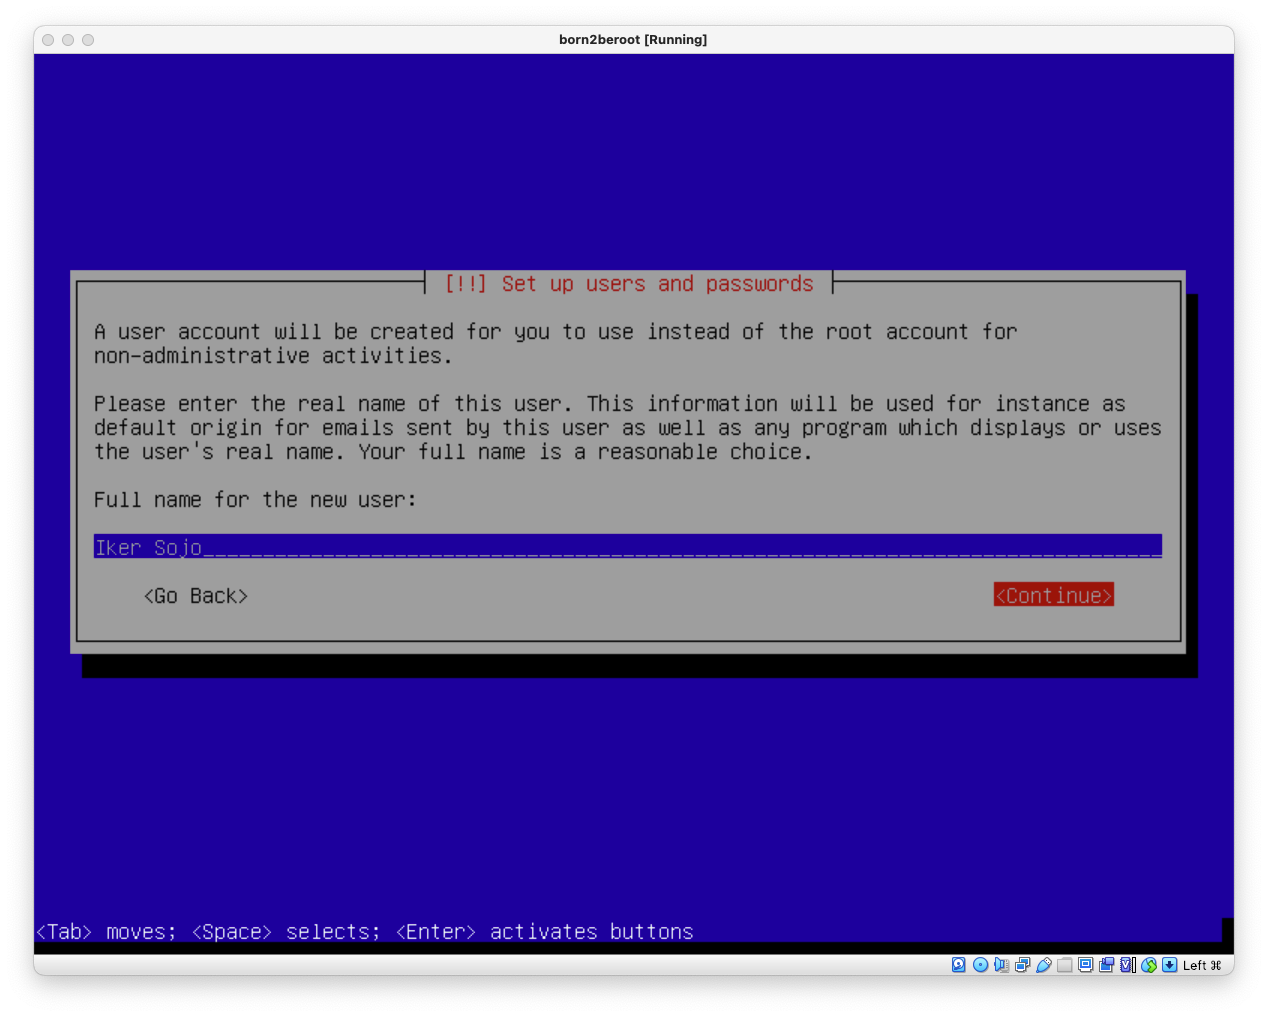 born2beroot [Running]
[!!] Set up users and passwords
A user account will be created for you to use instead of the root account for
non-administrative activities.
Please enter the real name of this user. This information will be used for instance as
default origin for emails sent by this user as well as any program which displays or uses
the user's real name. Your full name is a reasonable choice.
Full name for the new user:
Iker Sojo________________________________________________________________________________
<Go Back> <Continue>
<Tab> moves; <Space> selects; <Enter> activates buttons
Left ⌘